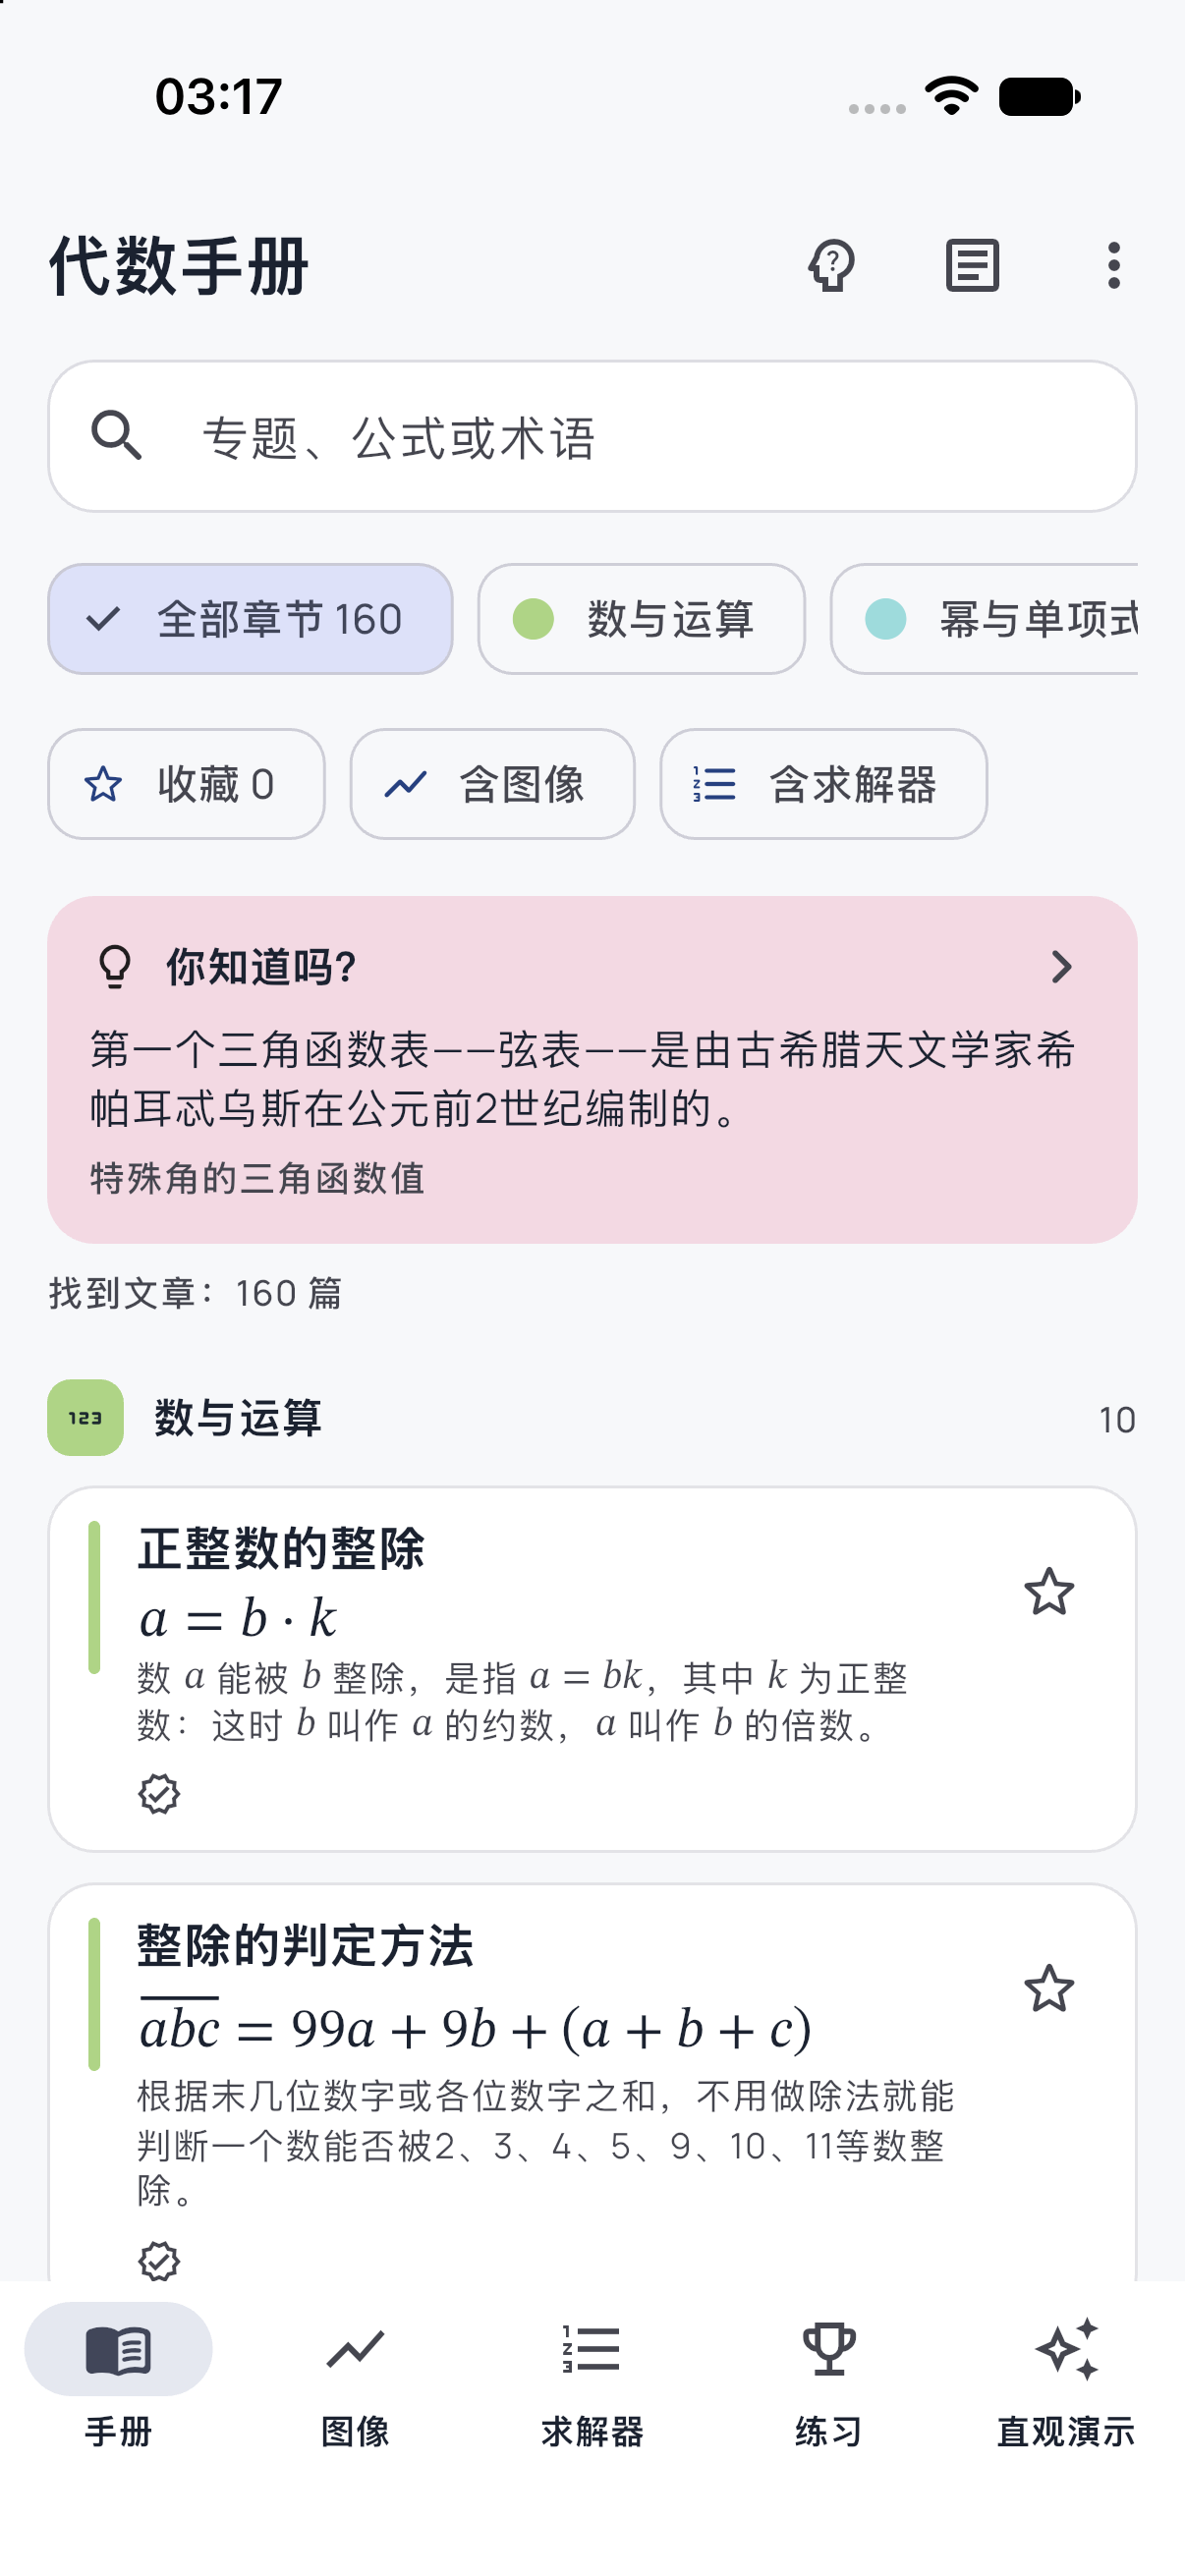 03:17
代数手册
专题、公式或术语
全部章节 160
数与运算
幂与单项式
收藏 0
含图像
含求解器
你知道吗?
第一个三角函数表——弦表——是由古希腊天文学家希
帕耳忒乌斯在公元前2世纪编制的。
特殊角的三角函数值
找到文章：160 篇
123
数与运算
10
正整数的整除
a = b · k
数 a 能被 b 整除，是指 a = bk，其中 k 为正整
数：这时 b 叫作 a 的约数，a 叫作 b 的倍数。
整除的判定方法
\overline{abc} = 99a + 9b + (a + b + c)
根据末几位数字或各位数字之和，不用做除法就能
判断一个数能否被2、3、4、5、9、10、11等数整
除。
手册
图像
求解器
练习
直观演示